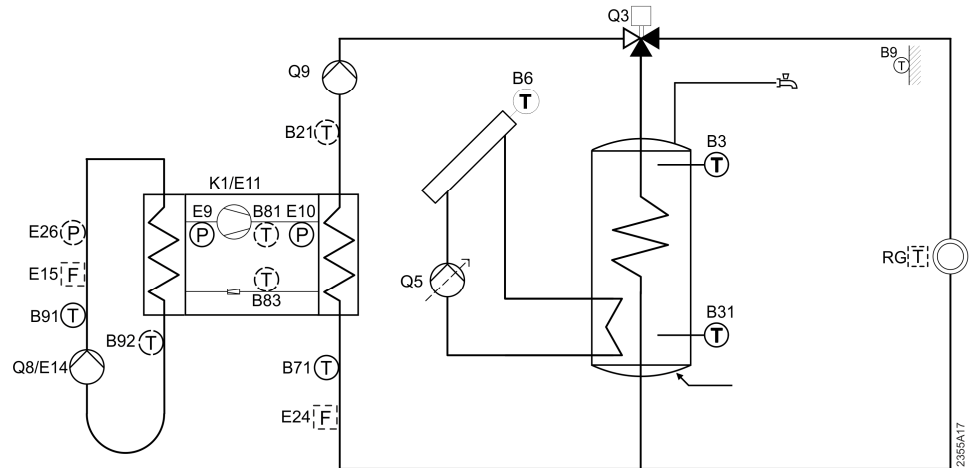 Q3
B9
T
Q9
B6
T
B21 T
B3
T
K1/E11
E9 B81 E10
P T P
E26 P
E15 F
T
B83
Q5
RG T
B91 T
B92 T
B31
T
Q8/E14
B71 T
E24 F
2355A17